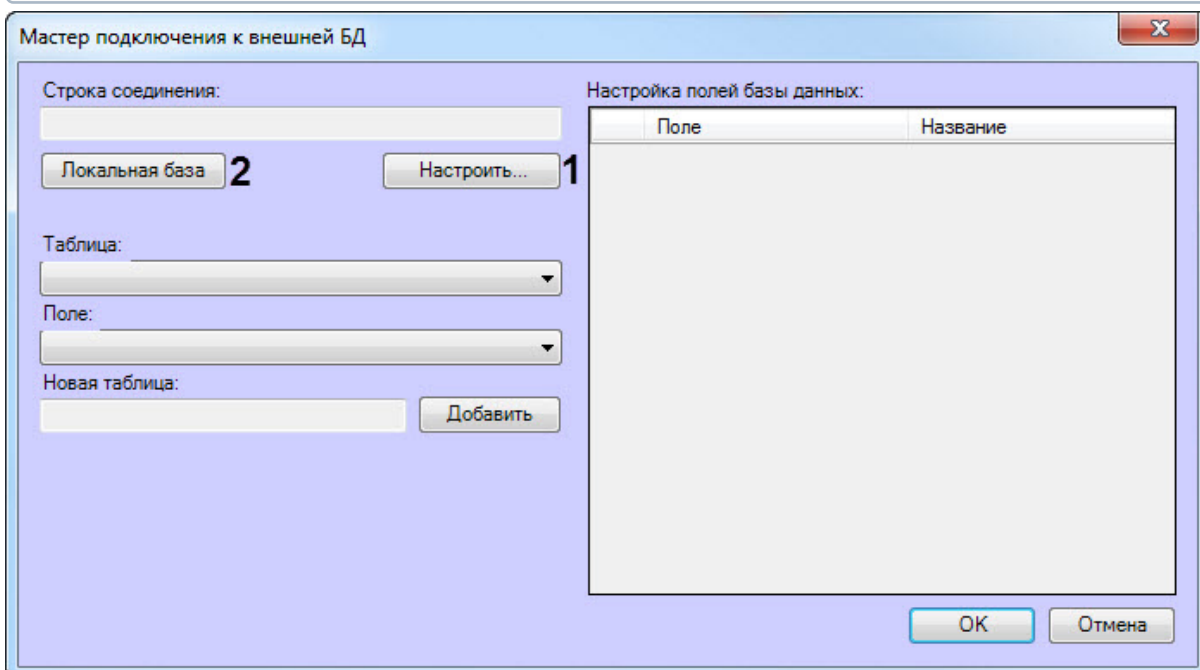 Мастер подключения к внешней БД
Строка соединения:
Локальная база 2 Настроить... 1
Таблица:
Поле:
Новая таблица:
Добавить
Настройка полей базы данных:
Поле Название
OK Отмена